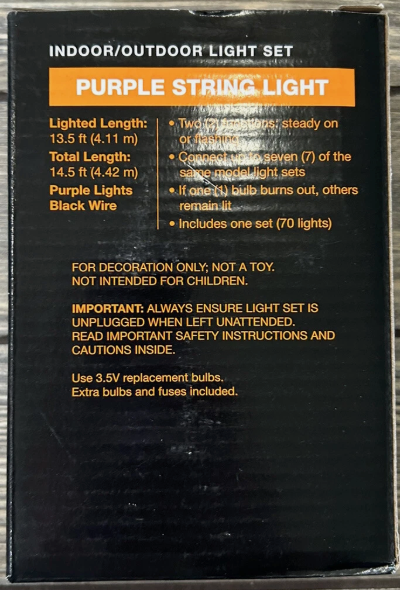 INDOOR/OUTDOOR LIGHT SET
PURPLE STRING LIGHT
Lighted Length:
13.5 ft (4.11 m)
Total Length:
14.5 ft (4.42 m)
Purple Lights
Black Wire
• Two (2) functions: steady on
or flashing
• Connect up to seven (7) of the
same model light sets
• If one (1) bulb burns out, others
remain lit
• Includes one set (70 lights)
FOR DECORATION ONLY; NOT A TOY.
NOT INTENDED FOR CHILDREN.
IMPORTANT: ALWAYS ENSURE LIGHT SET IS
UNPLUGGED WHEN LEFT UNATTENDED.
READ IMPORTANT SAFETY INSTRUCTIONS AND
CAUTIONS INSIDE.
Use 3.5V replacement bulbs.
Extra bulbs and fuses included.